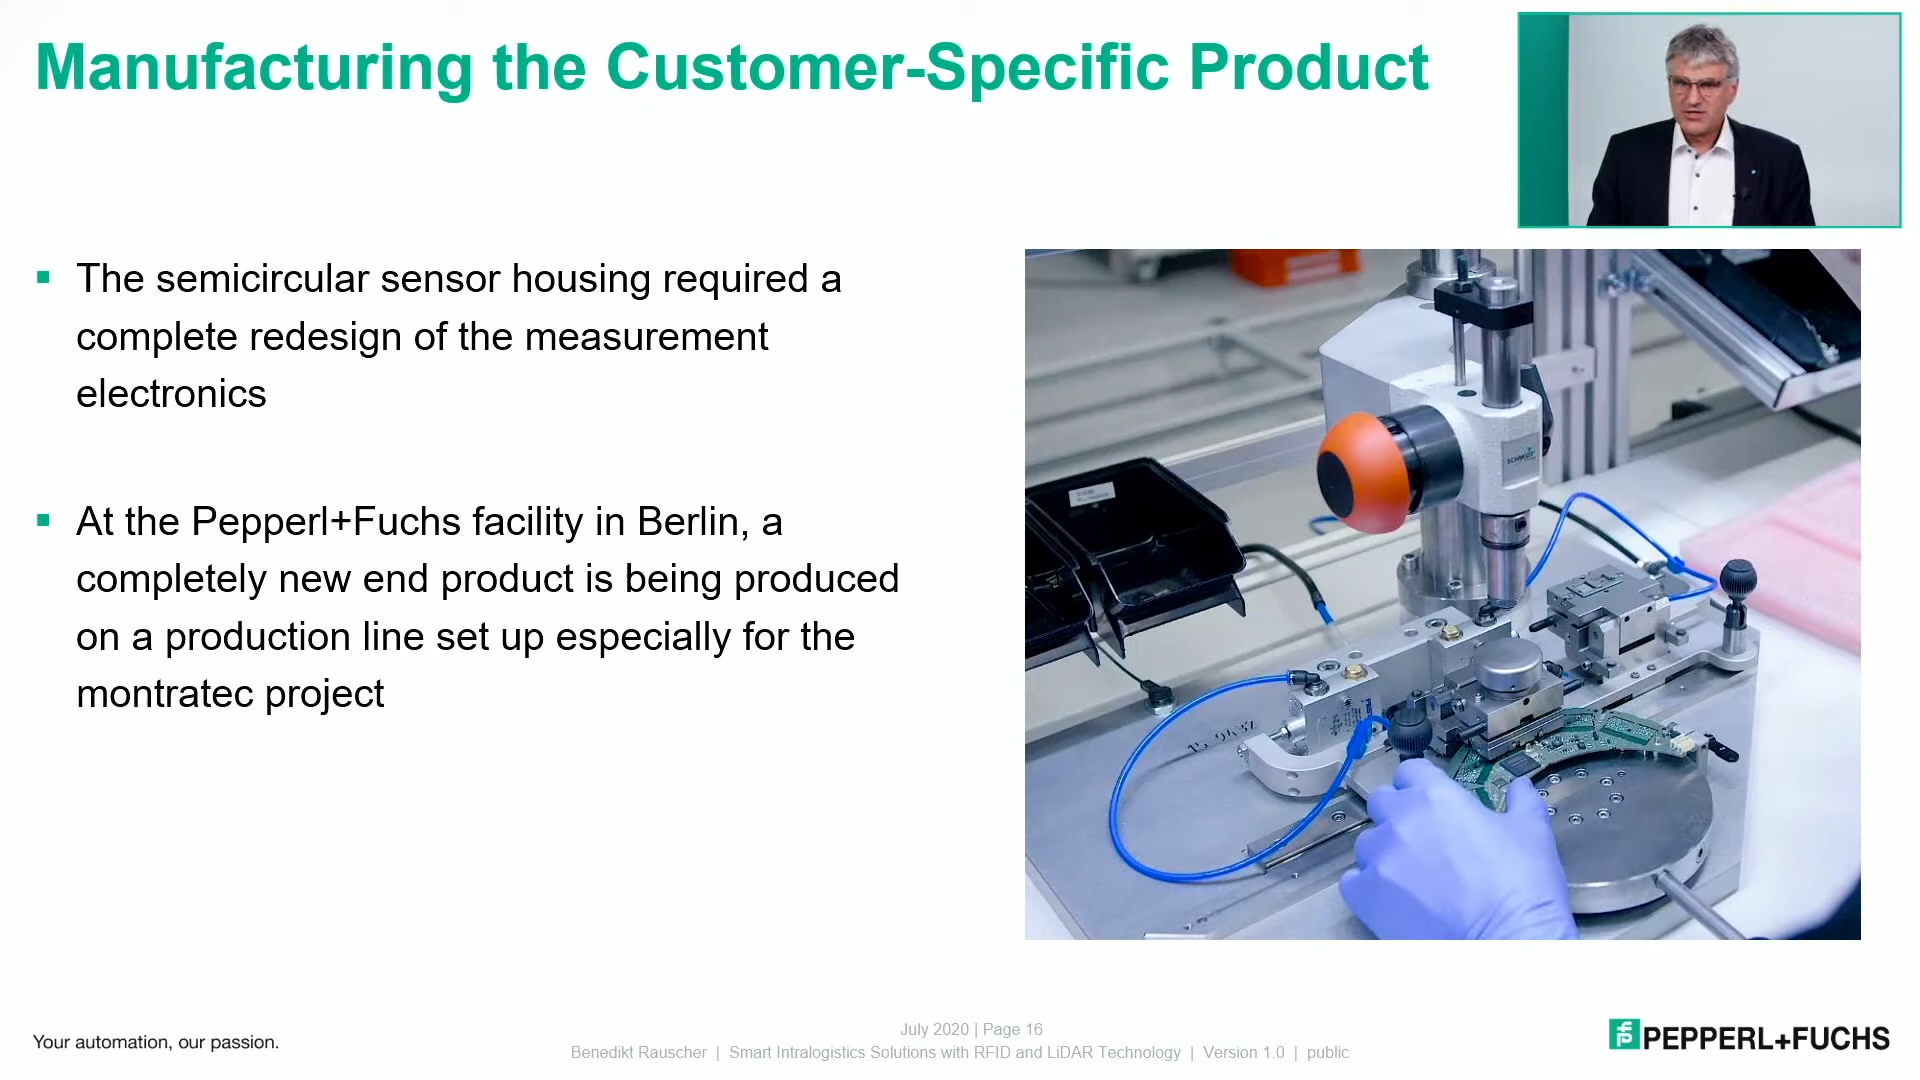 Manufacturing the Customer-Specific Product
The semicircular sensor housing required a
complete redesign of the measurement
electronics
At the Pepperl+Fuchs facility in Berlin, a
completely new end product is being produced
on a production line set up especially for the
montratec project
SCHMIDT
15 9K37
Your automation, our passion.
July 2020 | Page 16
Benedikt Rauscher | Smart Intralogistics Solutions with RFID and LiDAR Technology | Version 1.0 | public
PEPPERL+FUCHS